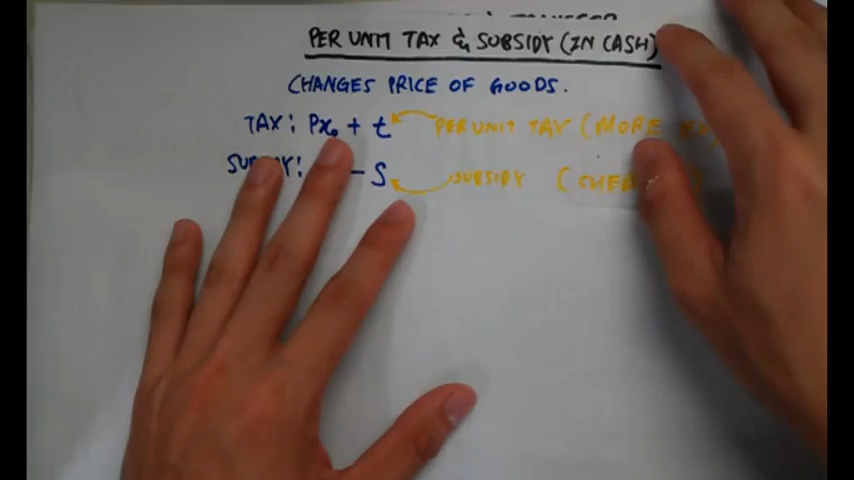 PER UNIT TAX & SUBSIDY (IN CASH)
CHANGES PRICE OF GOODS.
TAX: Px + t PER UNIT TAX (MORE
- S SUBSIDY